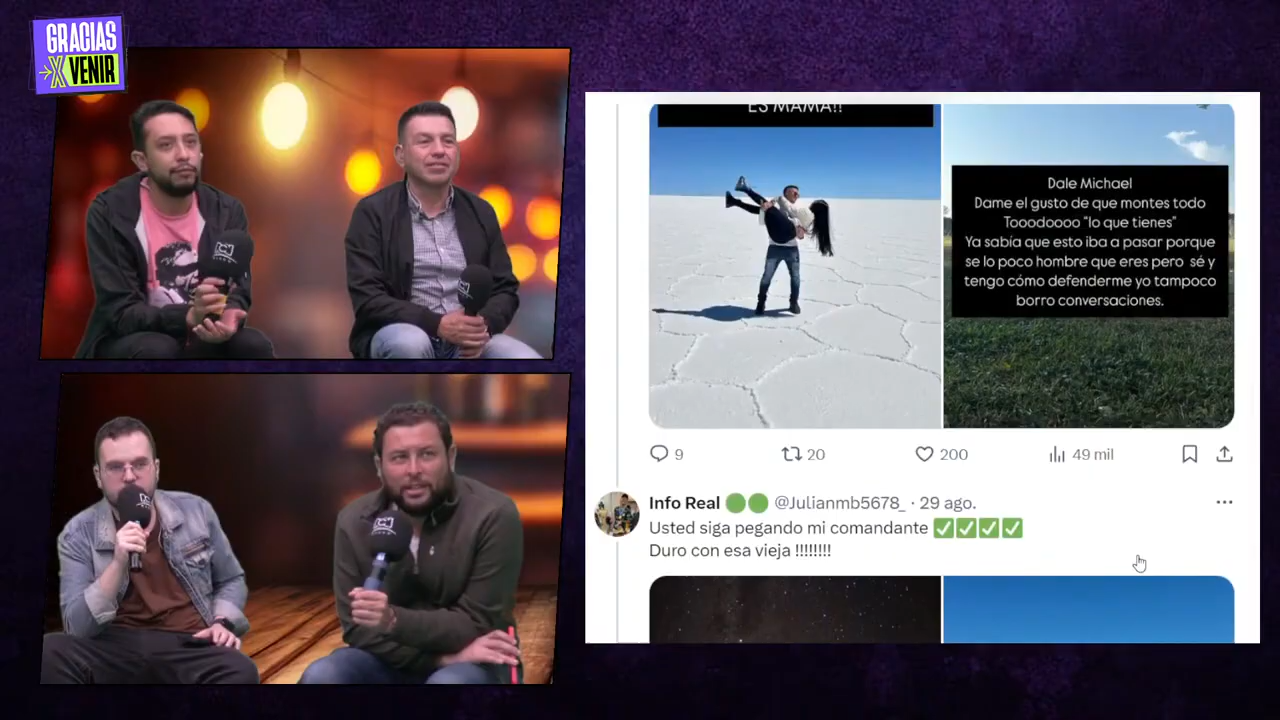 GRACIAS
X VENIR
ES MAMA!!
Dale Michael
Dame el gusto de que montes todo
Tooodoooo "lo que tienes"
Ya sabía que esto iba a pasar porque
se lo poco hombre que eres pero sé y
tengo cómo defenderme yo tampoco
borro conversaciones.
9
20
200
49 mil
Info Real @Julianmb5678_ · 29 ago.
Usted siga pegando mi comandante ✅✅✅✅
Duro con esa vieja !!!!!!!!